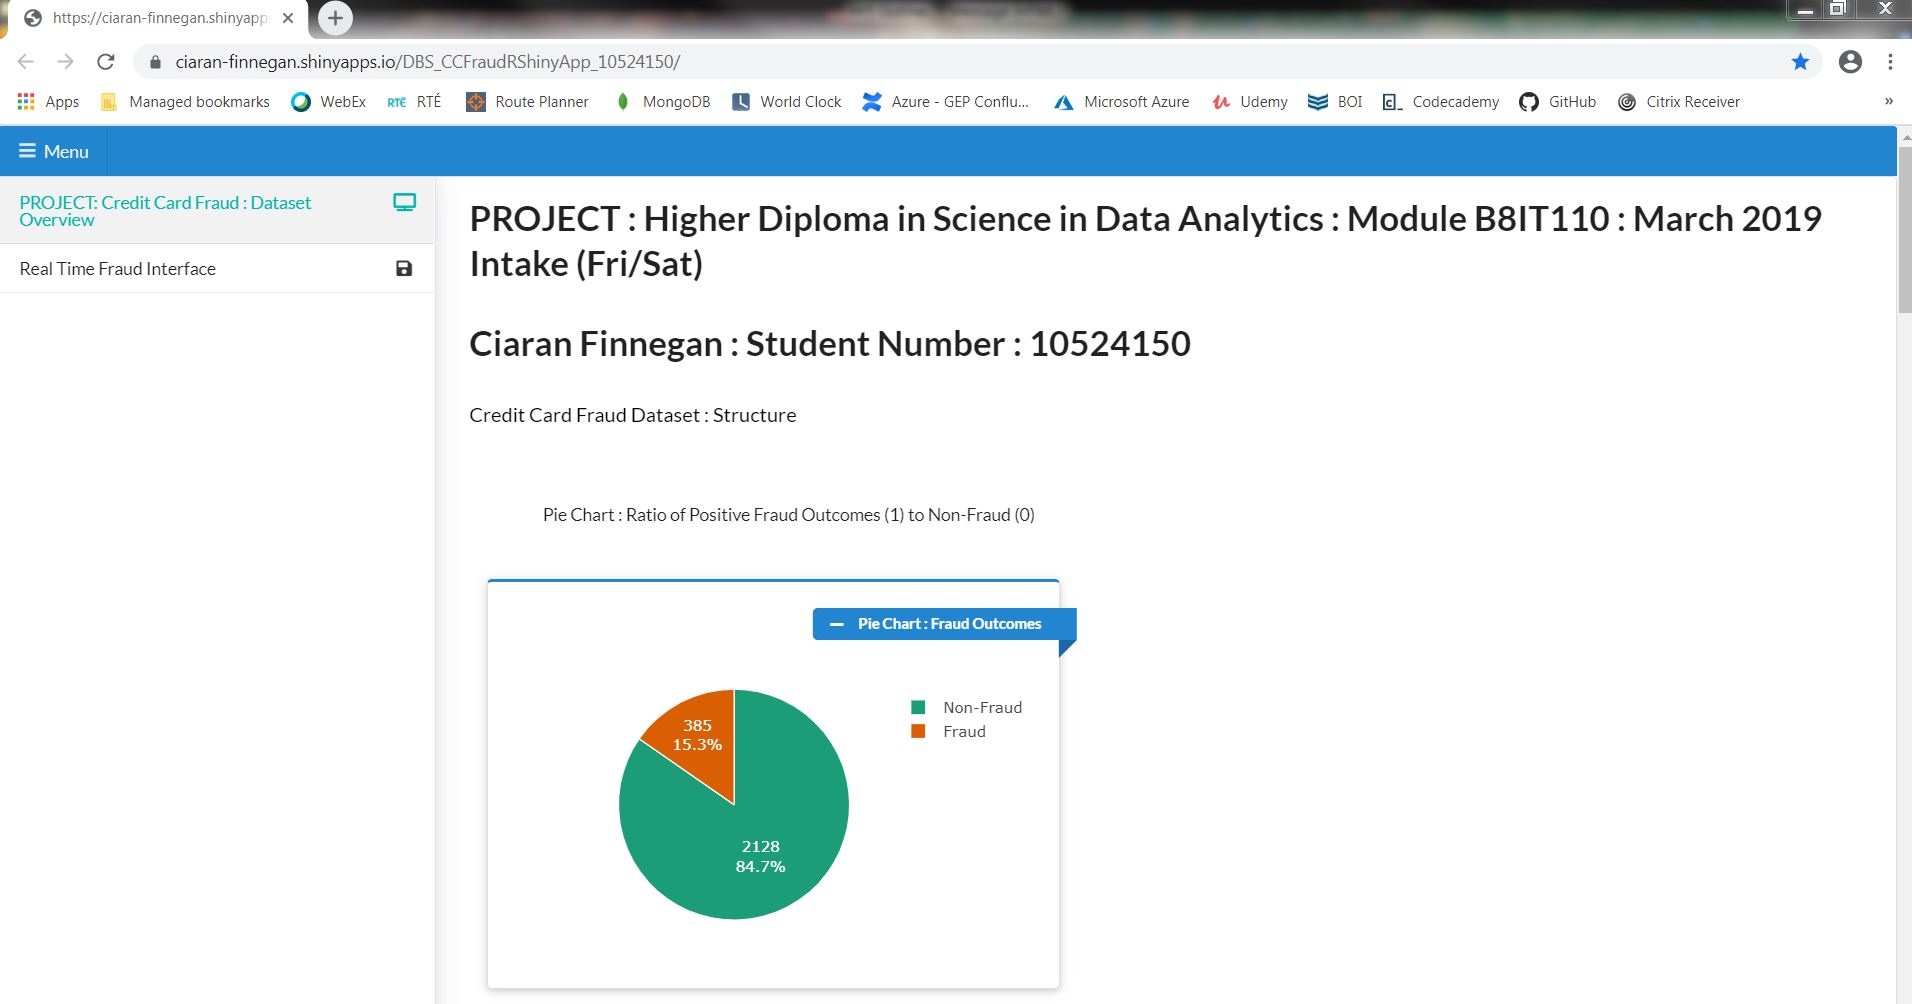 https://ciaran-finnegan.shinyapp
ciaran-finnegan.shinyapps.io/DBS_CCFraudRShinyApp_10524150/
Apps Managed bookmarks WebEx RTÉ RTÉ Route Planner MongoDB World Clock Azure - GEP Conflu... Microsoft Azure Udemy BOI Codecademy GitHub Citrix Receiver »
Menu
PROJECT: Credit Card Fraud : Dataset
Overview
Real Time Fraud Interface
PROJECT : Higher Diploma in Science in Data Analytics : Module B8IT110 : March 2019
Intake (Fri/Sat)
Ciaran Finnegan : Student Number : 10524150
Credit Card Fraud Dataset : Structure
Pie Chart : Ratio of Positive Fraud Outcomes (1) to Non-Fraud (0)
Pie Chart : Fraud Outcomes
Non-Fraud
Fraud
385
15.3%
2128
84.7%